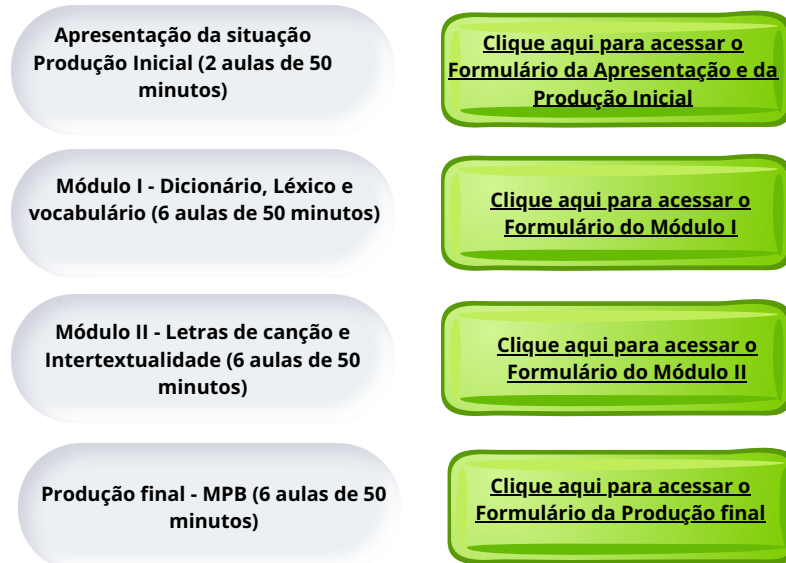 Apresentação da situação
Produção Inicial (2 aulas de 50
minutos)
Clique aqui para acessar o
Formulário da Apresentação e da
Produção Inicial
Módulo I - Dicionário, Léxico e
vocabulário (6 aulas de 50 minutos)
Clique aqui para acessar o
Formulário do Módulo I
Módulo II - Letras de canção e
Intertextualidade (6 aulas de 50
minutos)
Clique aqui para acessar o
Formulário do Módulo II
Produção final - MPB (6 aulas de 50
minutos)
Clique aqui para acessar o
Formulário da Produção final